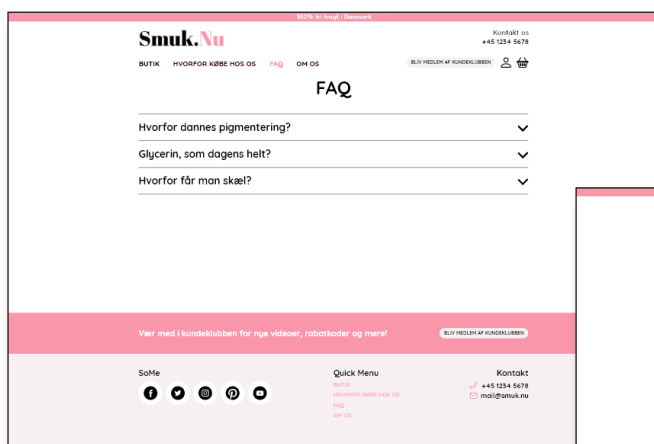 100% fri fragt i Danmark
Smuk.Nu
Kontakt os
+45 1234 5678
BUTIK HVORFOR KØBE HOS OS FAQ OM OS
BLIV MEDLEM AF KUNDEKLUBBEN
FAQ
Hvorfor dannes pigmentering?
Glycerin, som dagens helt?
Hvorfor får man skæl?
Vær med i kundeklubben for nye videoer, rabatkoder og mere!
BLIV MEDLEM AF KUNDEKLUBBEN
SoMe
Quick Menu
Kontakt
BUTIK
HVORFOR KØBE HOS OS
FAQ
OM OS
+45 1234 5678
mail@smuk.nu